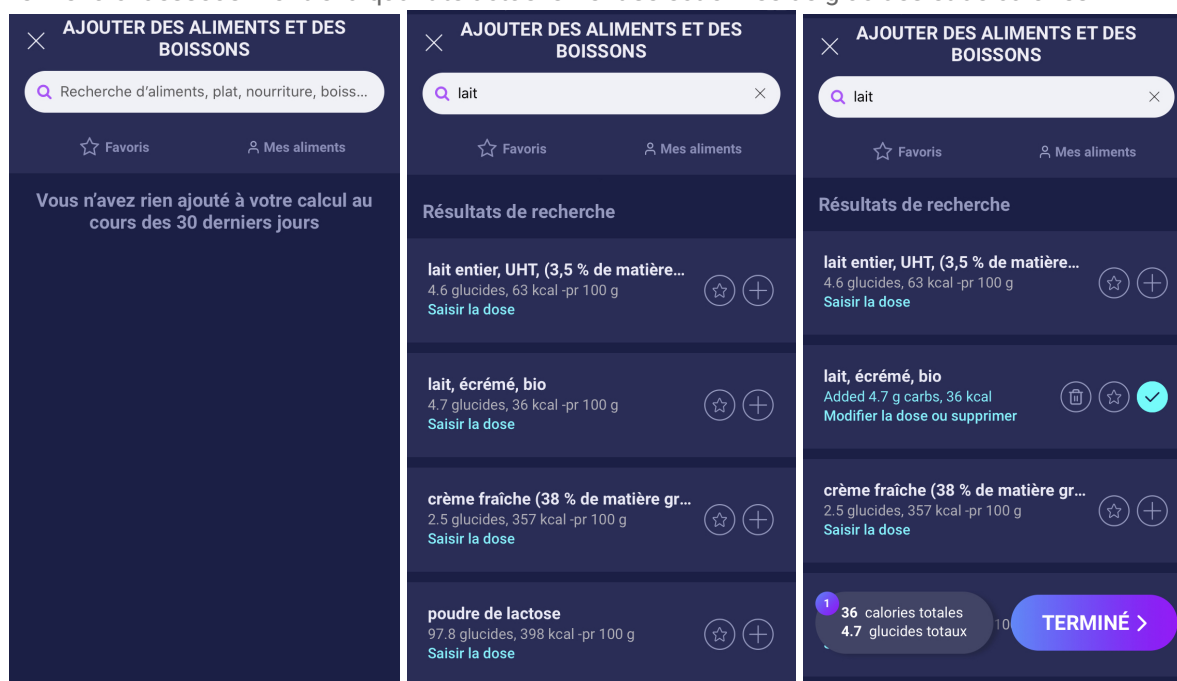 AJOUTER DES ALIMENTS ET DES
BOISSONS
Recherche d'aliments, plat, nourriture, boiss...
Favoris
Mes aliments
Vous n'avez rien ajouté à votre calcul au
cours des 30 derniers jours
AJOUTER DES ALIMENTS ET DES
BOISSONS
lait
Favoris
Mes aliments
Résultats de recherche
lait entier, UHT, (3,5 % de matière...
4.6 glucides, 63 kcal -pr 100 g
Saisir la dose
lait, écrémé, bio
4.7 glucides, 36 kcal -pr 100 g
Saisir la dose
crème fraîche (38 % de matière gr...
2.5 glucides, 357 kcal -pr 100 g
Saisir la dose
poudre de lactose
97.8 glucides, 398 kcal -pr 100 g
Saisir la dose
AJOUTER DES ALIMENTS ET DES
BOISSONS
lait
Favoris
Mes aliments
Résultats de recherche
lait entier, UHT, (3,5 % de matière...
4.6 glucides, 63 kcal -pr 100 g
Saisir la dose
lait, écrémé, bio
Added 4.7 g carbs, 36 kcal
Modifier la dose ou supprimer
crème fraîche (38 % de matière gr...
2.5 glucides, 357 kcal -pr 100 g
Saisir la dose
1
36 calories totales
4.7 glucides totaux
10
TERMINÉ